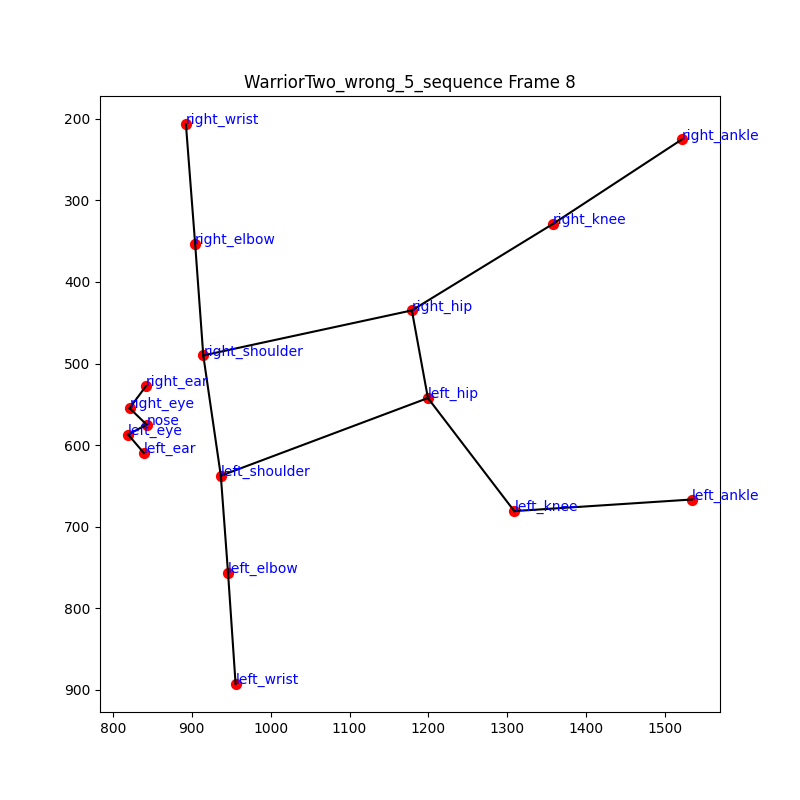 WarriorTwo_wrong_5_sequence Frame 8
200
300
400
500
600
700
800
900
right_wrist
right_ankle
right_knee
right_elbow
right_hip
right_shoulder
right_ear
left_hip
right_eye
nose
left_eye
left_ear
left_shoulder
left_ankle
left_knee
left_elbow
left_wrist
800 900 1000 1100 1200 1300 1400 1500